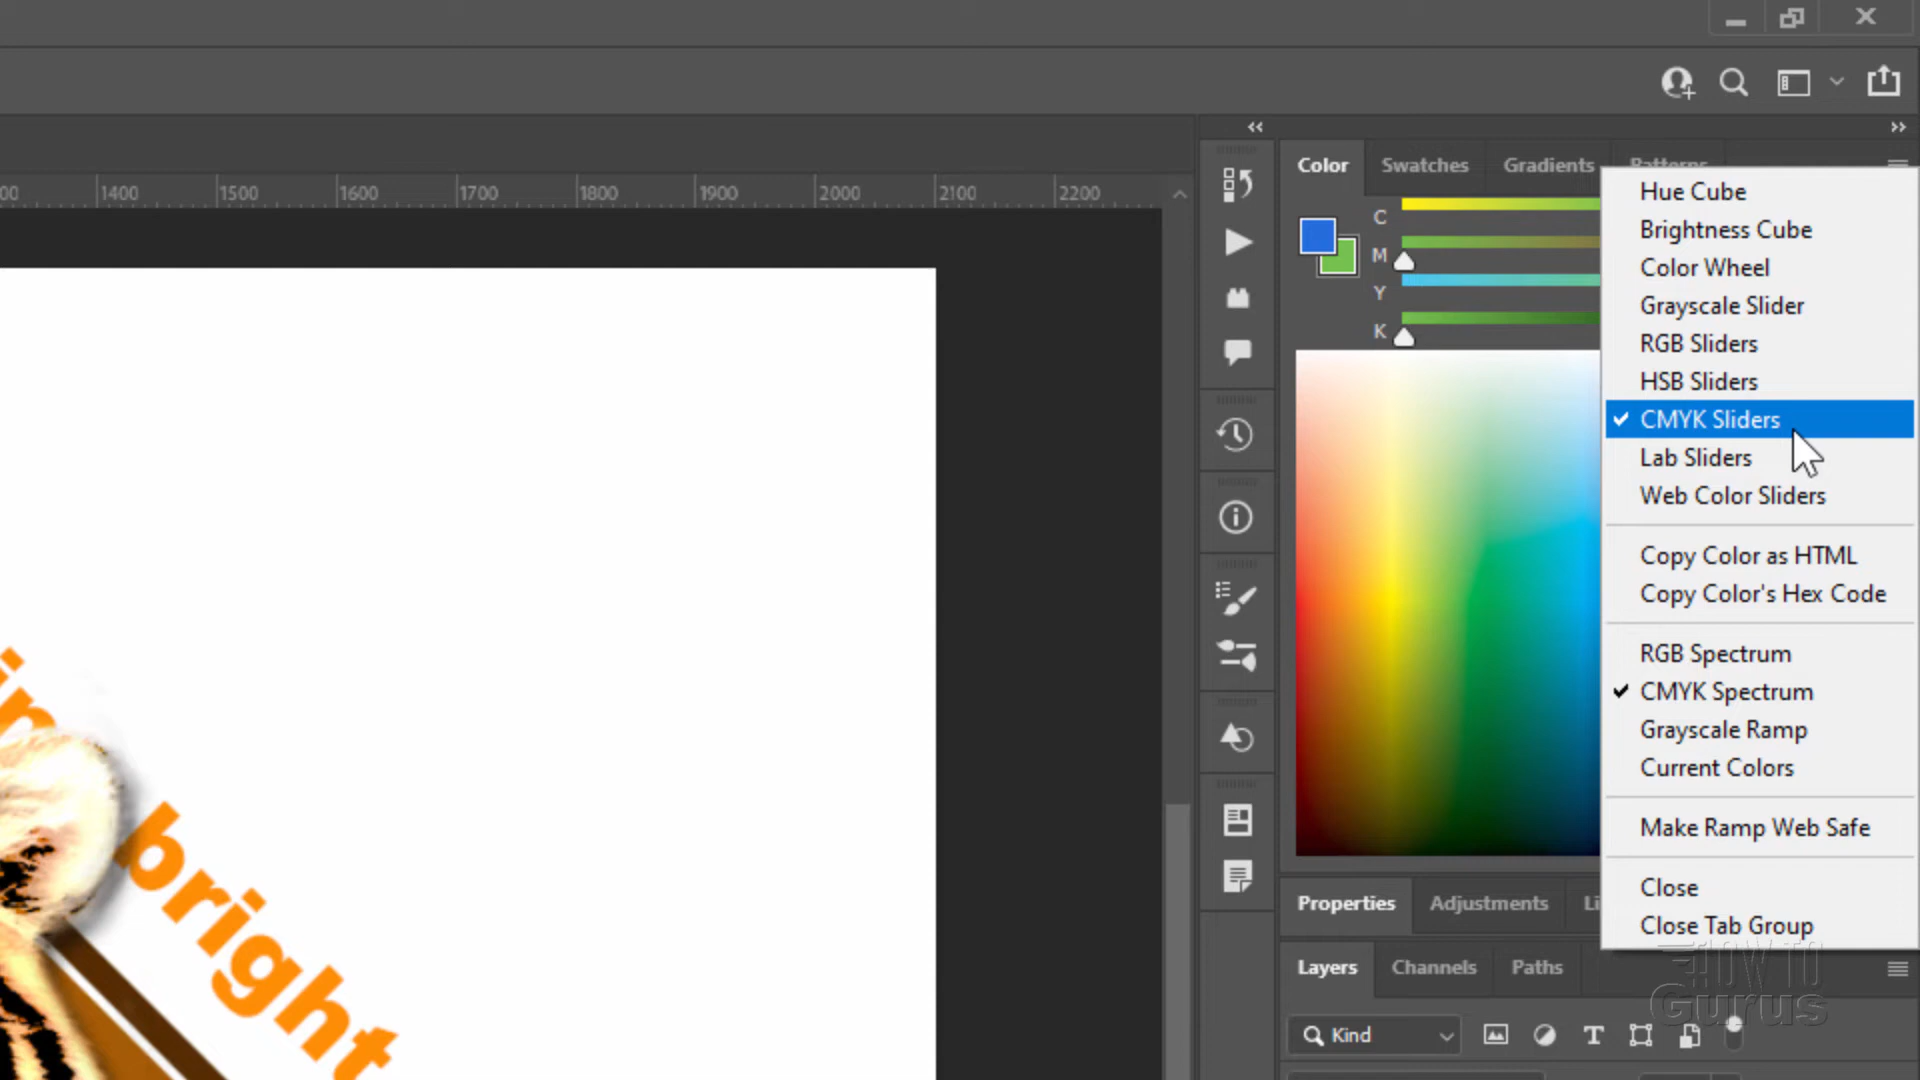 Color Swatches Gradients Patterns
1400 1500 1600 1700 1800 1900 2000 2100 2200
C
M
Y
K
Hue Cube
Brightness Cube
Color Wheel
Grayscale Slider
RGB Sliders
HSB Sliders
CMYK Sliders
Lab Sliders
Web Color Sliders
Copy Color as HTML
Copy Color's Hex Code
RGB Spectrum
CMYK Spectrum
Grayscale Ramp
Current Colors
Make Ramp Web Safe
Close
Close Tab Group
bright
Properties Adjustments
Layers Channels Paths
Kind
HOW TO
Gurus